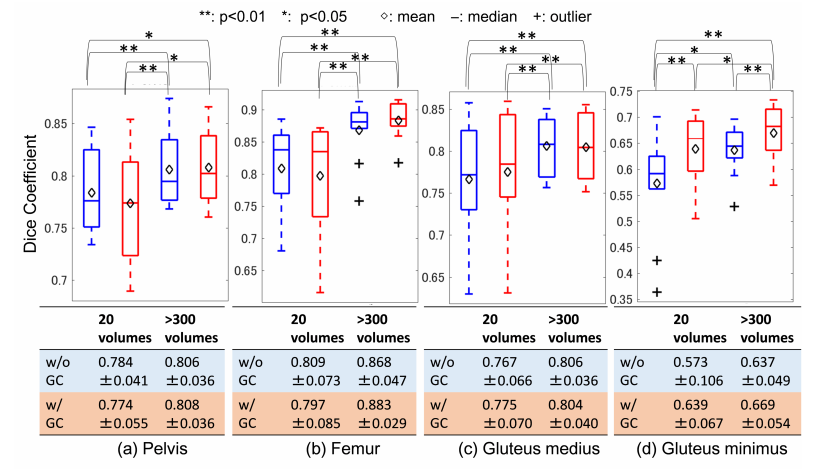 **: p<0.01 *: p<0.05 ◇: mean –: median +: outlier
* ** * **
** ** ** **
** ** ** **
** * ** * **
Dice Coefficient
0.85
0.8
0.75
0.7
0.9
0.85
0.8
0.75
0.7
0.65
0.85
0.8
0.75
0.7
0.65
0.75
0.7
0.65
0.6
0.55
0.5
0.45
0.4
0.35
20 volumes >300 volumes
w/o GC 0.784 ±0.041 0.806 ±0.036
w/ GC 0.774 ±0.055 0.808 ±0.036
(a) Pelvis
20 volumes >300 volumes
w/o GC 0.809 ±0.073 0.868 ±0.047
w/ GC 0.797 ±0.085 0.883 ±0.029
(b) Femur
20 volumes >300 volumes
w/o GC 0.767 ±0.066 0.806 ±0.036
w/ GC 0.775 ±0.070 0.804 ±0.040
(c) Gluteus medius
20 volumes >300 volumes
w/o GC 0.573 ±0.106 0.637 ±0.049
w/ GC 0.639 ±0.067 0.669 ±0.054
(d) Gluteus minimus